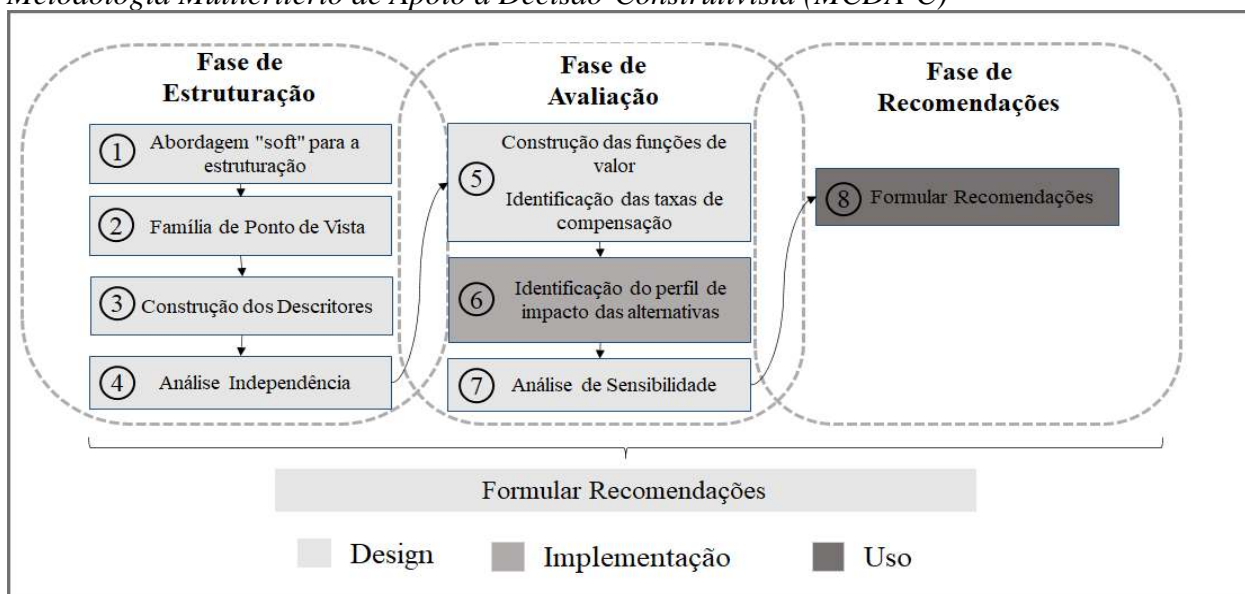 Metodologia Multicritério de Apoio à Decisão-Construtivista (MCDA-C)
Fase de
Estruturação
1
Abordagem "soft" para a
estruturação
2
Família de Ponto de Vista
3
Construção dos Descritores
4
Análise Independência
Fase de
Avaliação
5
Construção das funções de
valor
Identificação das taxas de
compensação
6
Identificação do perfil de
impacto das alternativas
7
Análise de Sensibilidade
Fase de
Recomendações
8
Formular Recomendações
Formular Recomendações
Design
Implementação
Uso